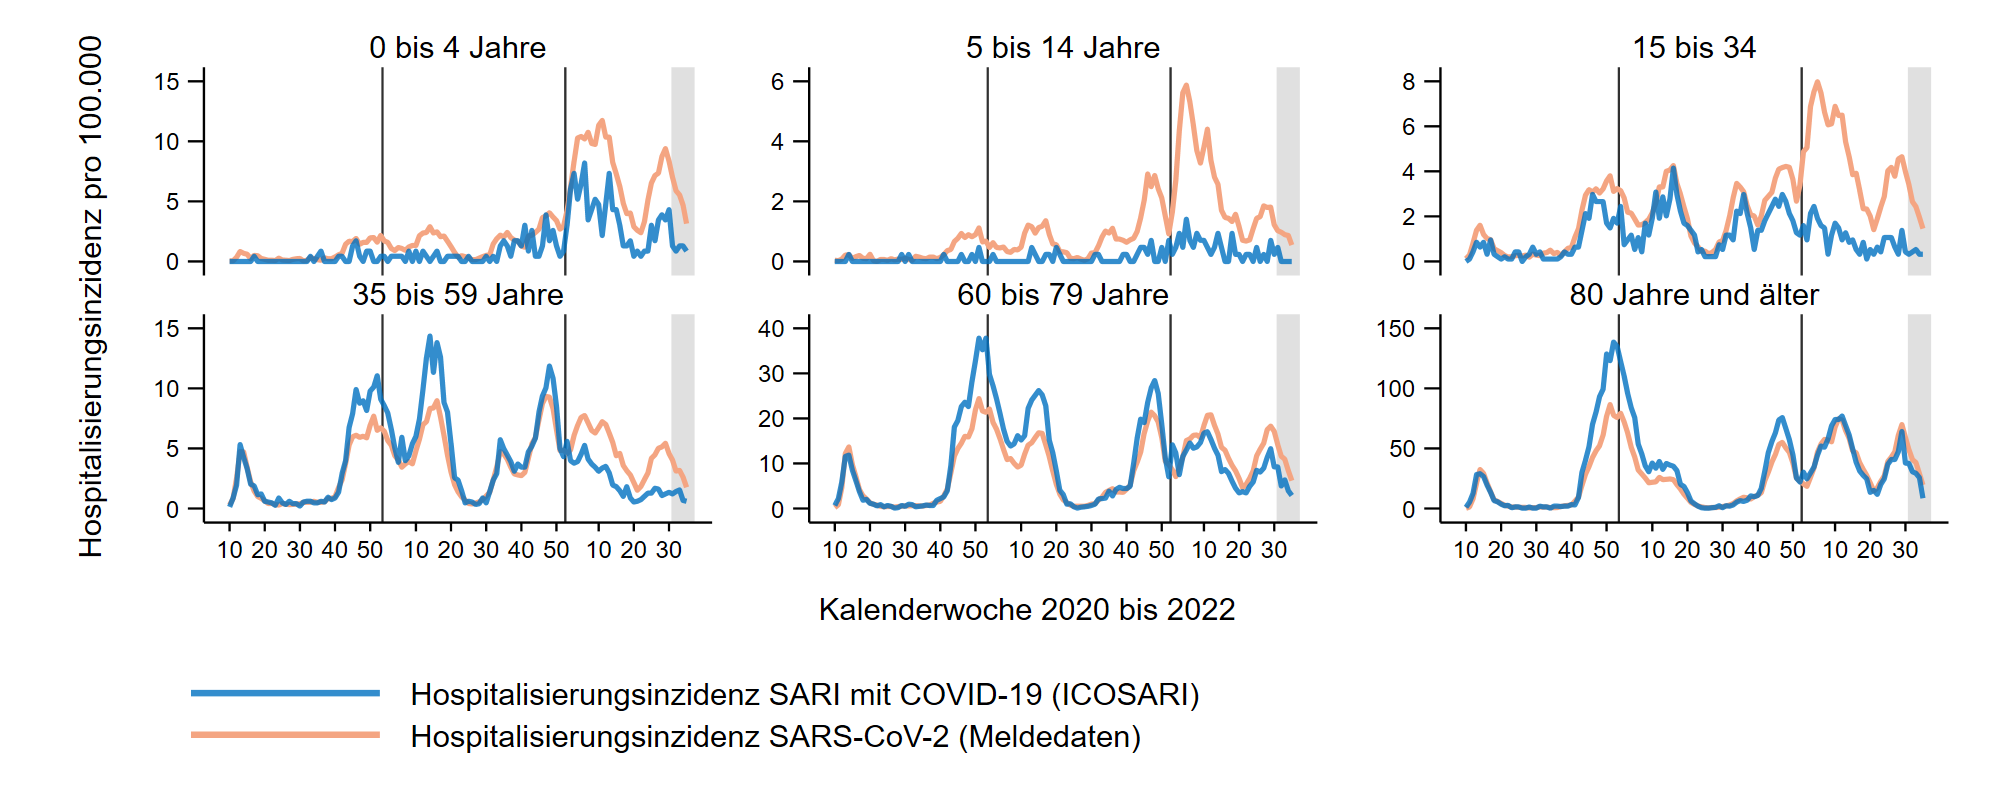 Hospitalisierungsinzidenz pro 100.000
0 bis 4 Jahre
15
10
5
0
5 bis 14 Jahre
6
4
2
0
15 bis 34
8
6
4
2
0
35 bis 59 Jahre
15
10
5
0
10 20 30 40 50 10 20 30 40 50 10 20 30
60 bis 79 Jahre
40
30
20
10
0
10 20 30 40 50 10 20 30 40 50 10 20 30
80 Jahre und älter
150
100
50
0
10 20 30 40 50 10 20 30 40 50 10 20 30
Kalenderwoche 2020 bis 2022
Hospitalisierungsinzidenz SARI mit COVID-19 (ICOSARI)
Hospitalisierungsinzidenz SARS-CoV-2 (Meldedaten)